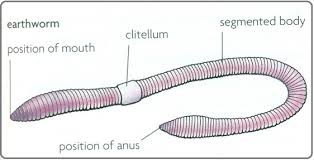 earthworm
position of mouth
clitellum
segmented body
position of anus